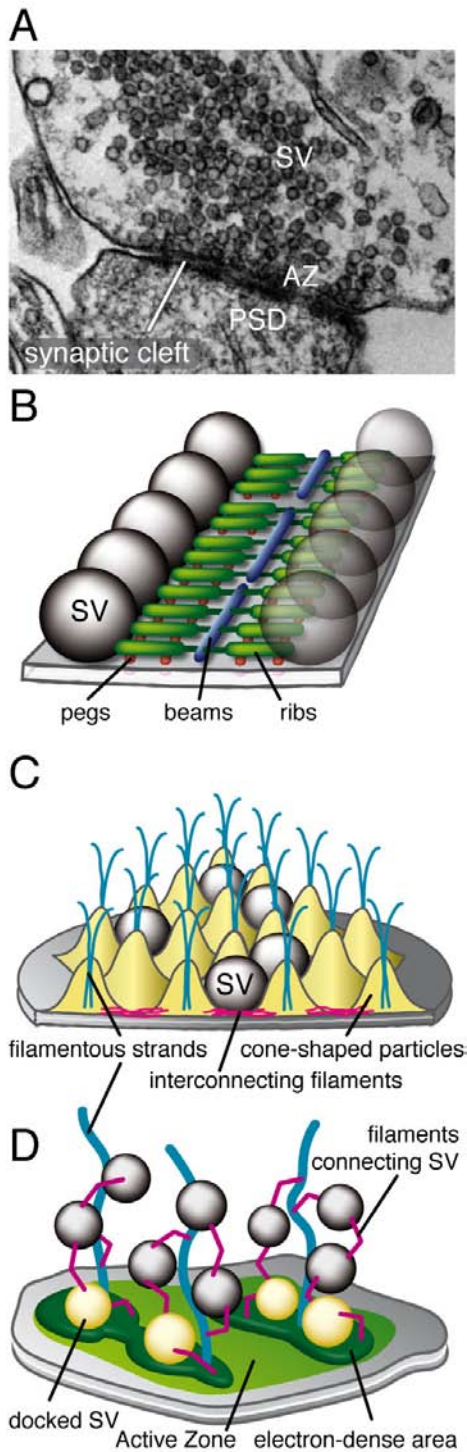 A
SV
AZ
PSD
synaptic cleft
B
SV
pegs beams ribs
C
SV
filamentous strands cone-shaped particles
interconnecting filaments
D
filaments
connecting SV
docked SV
Active Zone electron-dense area